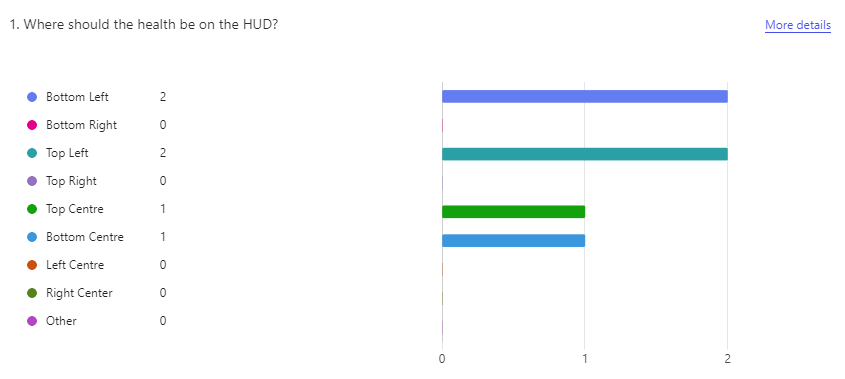 1. Where should the health be on the HUD?
More details
Bottom Left 2
Bottom Right 0
Top Left 2
Top Right 0
Top Centre 1
Bottom Centre 1
Left Centre 0
Right Center 0
Other 0
0 1 2